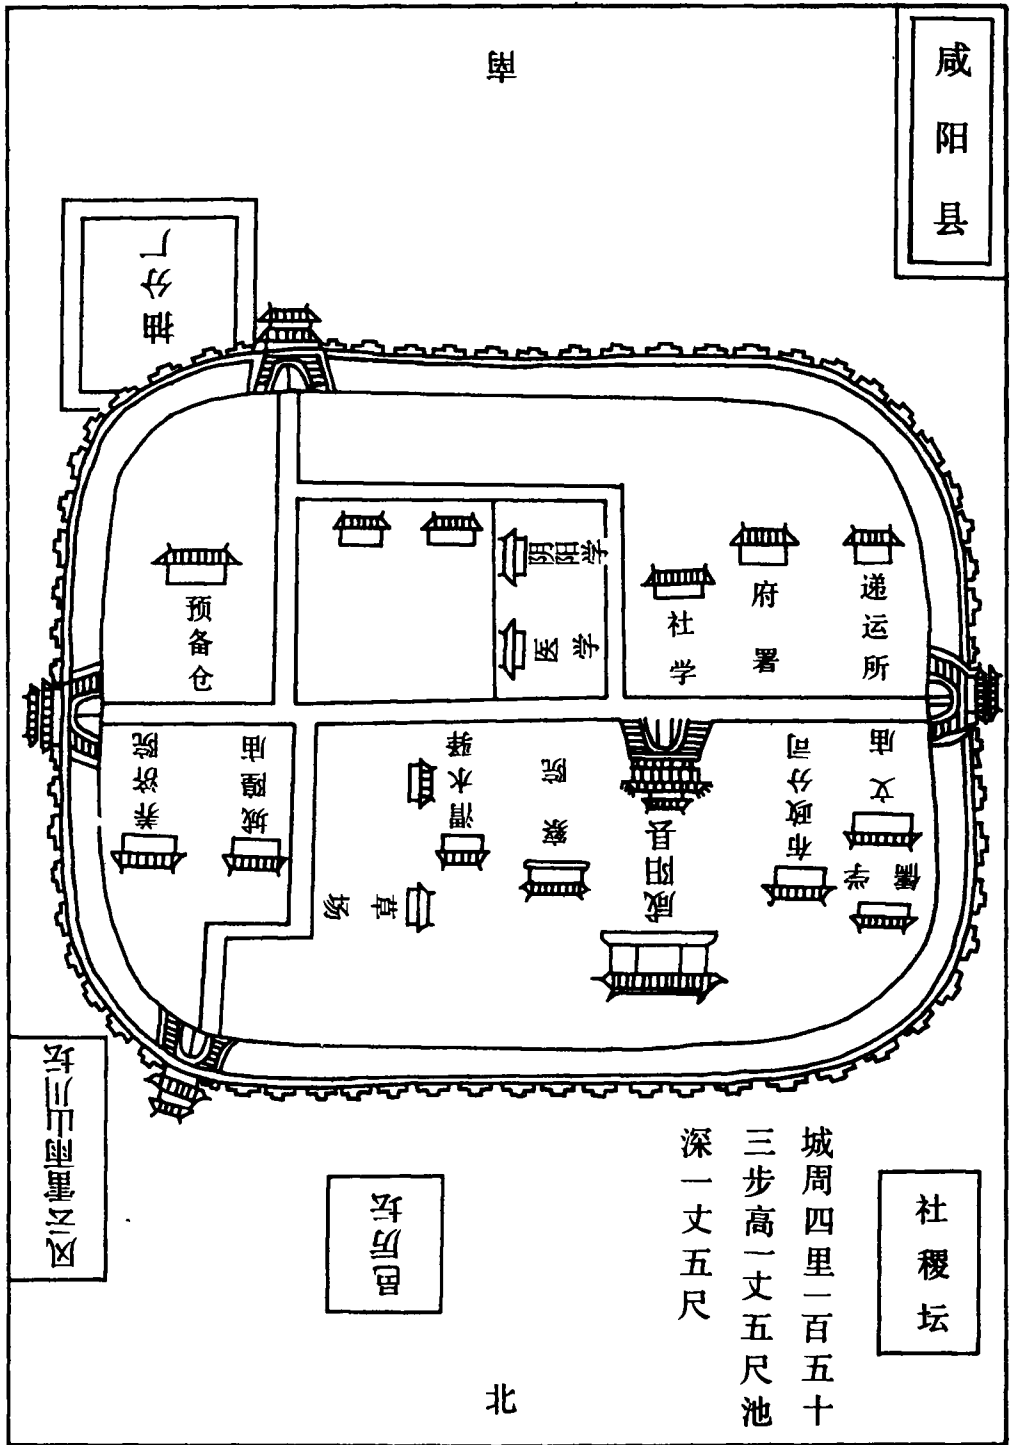 咸阳县
南
抽分厂
预备仓
阴阳学
医学
社学
府署
递运所
养济院
城隍庙
渭水驿
察院
咸阳县
布政分司
文庙
儒学
草场
风云雷雨山川坛
邑厉坛
城周四里二百五十
三步高一丈五尺池
深一丈五尺
社稷坛
北